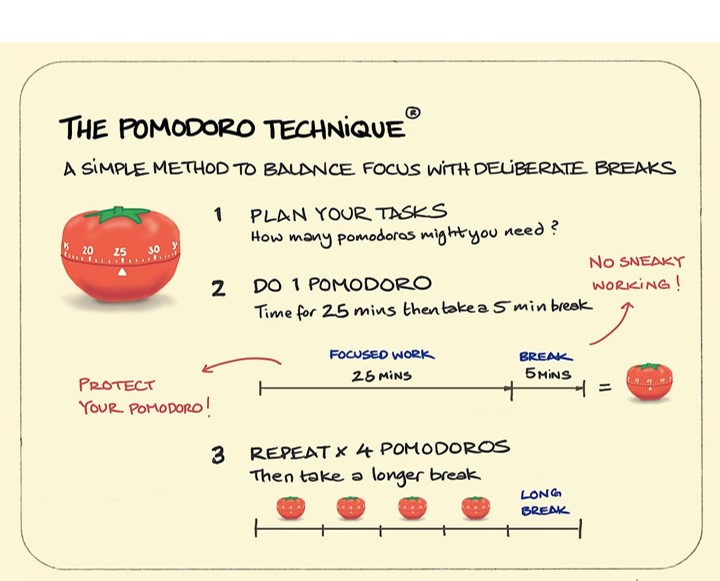 THE POMODORO TECHNIQUE®
A SIMPLE METHOD TO BALANCE FOCUS WITH DELIBERATE BREAKS
20 25 30
1 PLAN YOUR TASKS
How many pomodoros might you need?
2 DO 1 POMODORO
Time for 25 mins then take a 5 min break
NO SNEAKY
WORKING!
FOCUSED WORK
25 MINS
BREAK
5 MINS
=
PROTECT
YOUR POMODORO!
3 REPEAT x 4 POMODOROS
Then take a longer break
LONG
BREAK